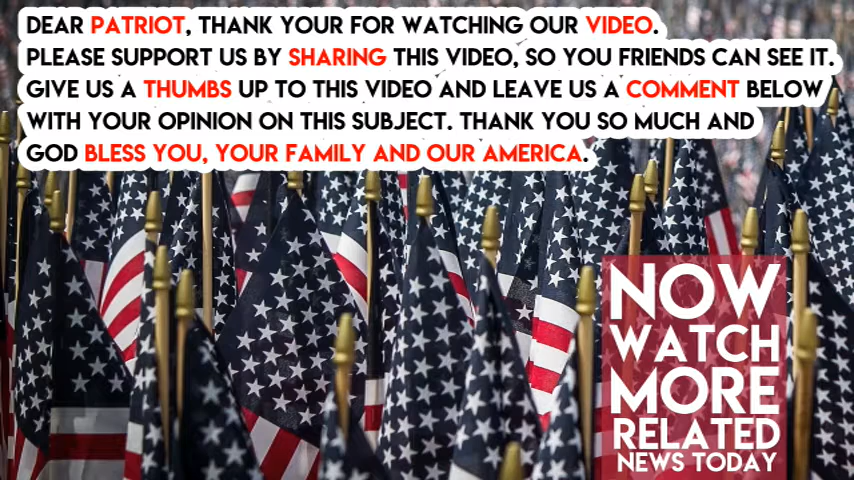 DEAR PATRIOT, THANK YOUR FOR WATCHING OUR VIDEO.
PLEASE SUPPORT US BY SHARING THIS VIDEO, SO YOU FRIENDS CAN SEE IT.
GIVE US A THUMBS UP TO THIS VIDEO AND LEAVE US A COMMENT BELOW
WITH YOUR OPINION ON THIS SUBJECT. THANK YOU SO MUCH AND
GOD BLESS YOU, YOUR FAMILY AND OUR AMERICA.
NOW
WATCH
MORE
RELATED
NEWS TODAY